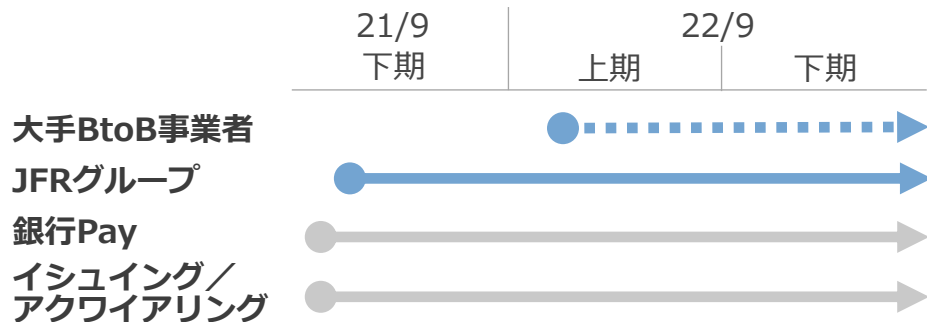 21/9
22/9
下期
上期
下期
大手BtoB事業者
JFRグループ
銀行Pay
イシュイング／
アクワイアリング